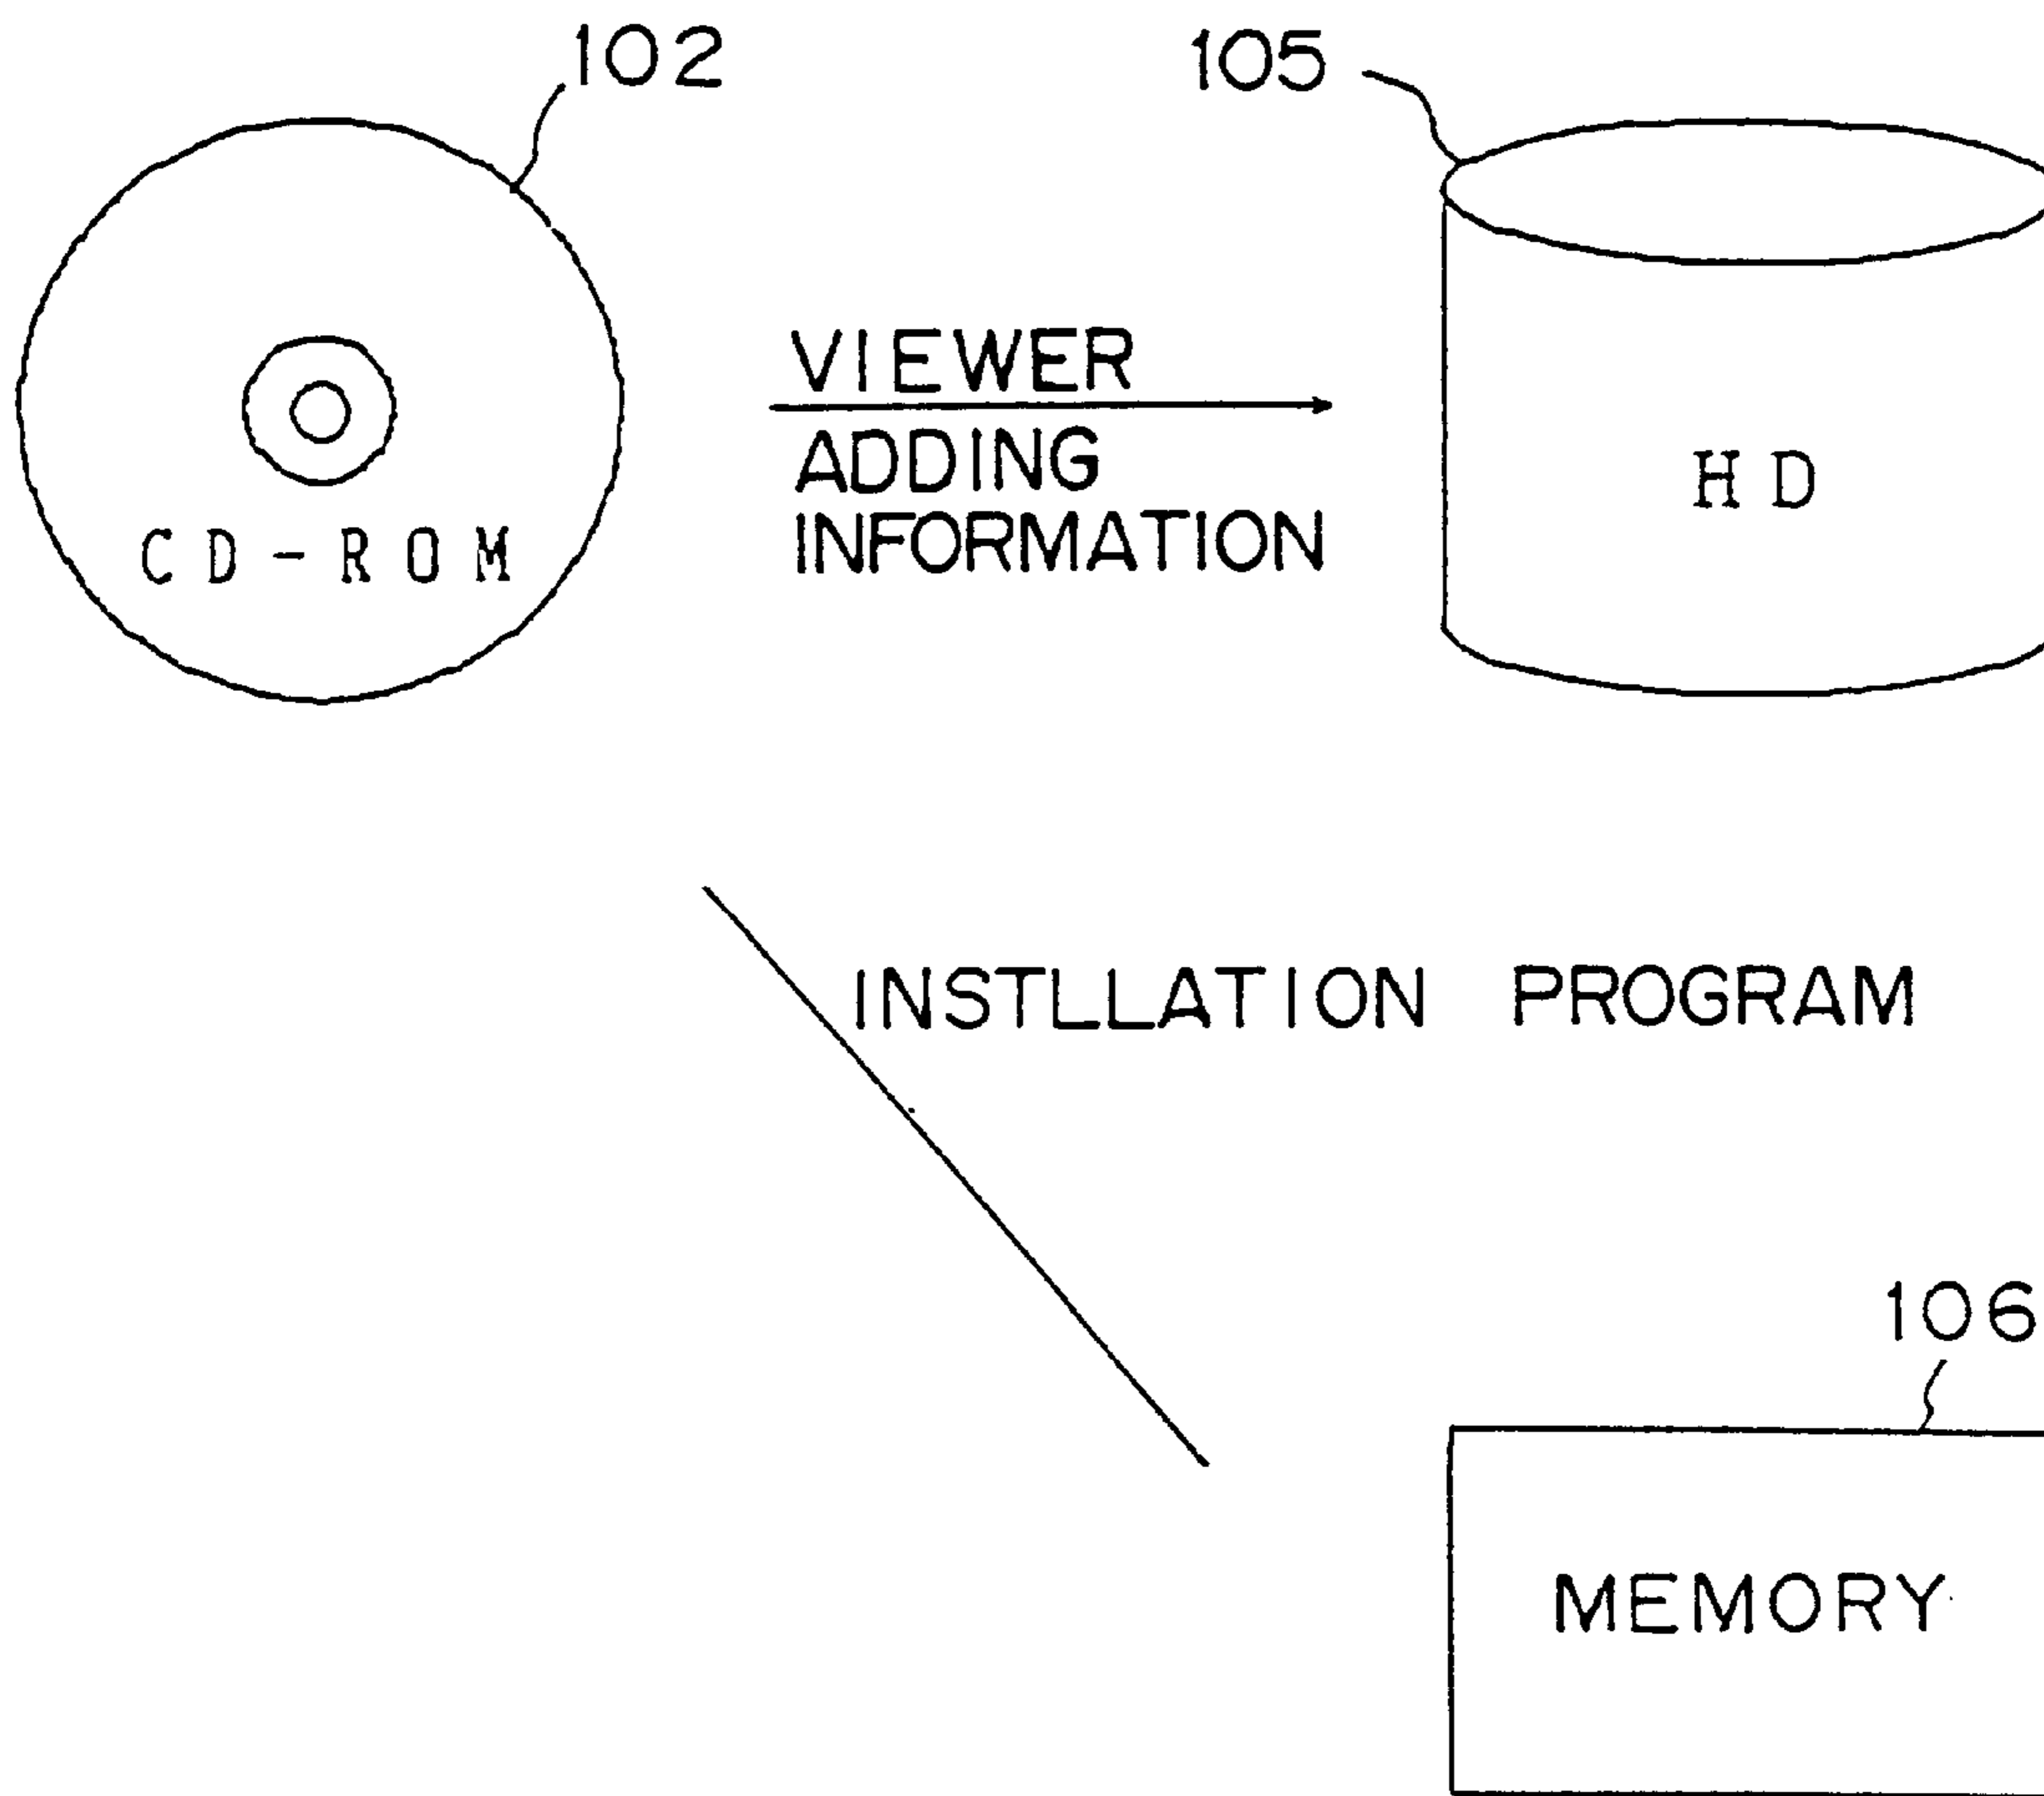 102
105
VIEWER
ADDING
INFORMATION
HD
CD-ROM
INSTLLATION PROGRAM
106
MEMORY